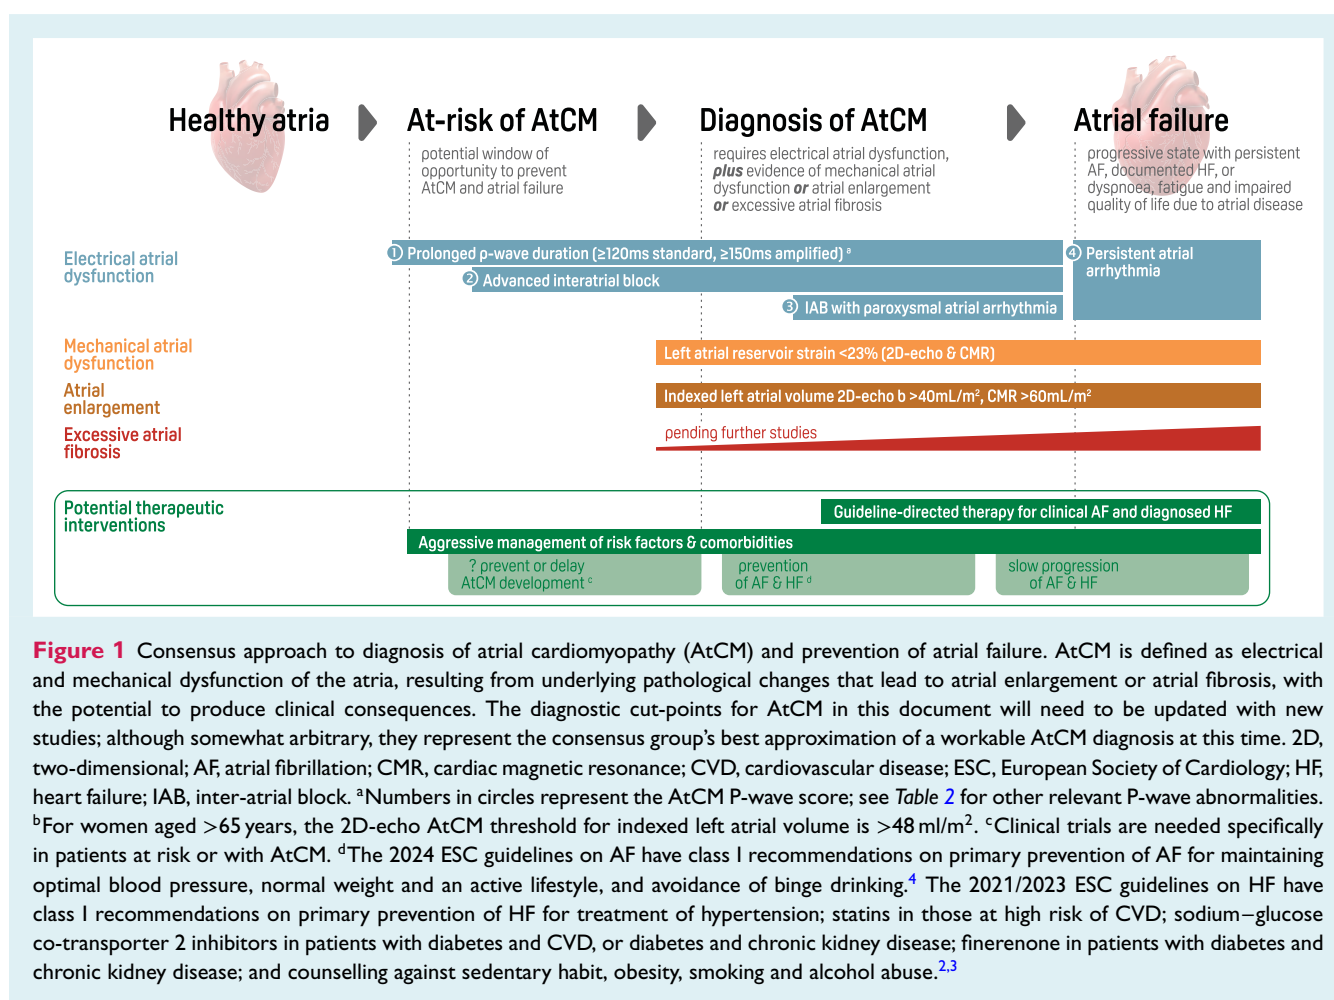 Healthy atria
At-risk of AtCM
Diagnosis of AtCM
Atrial failure
potential window of
opportunity to prevent
AtCM and atrial failure
requires electrical atrial dysfunction,
plus evidence of mechanical atrial
dysfunction or atrial enlargement
or excessive atrial fibrosis
progressive state with persistent
AF, documented HF, or
dyspnoea, fatigue and impaired
quality of life due to atrial disease
Electrical atrial
dysfunction
1 Prolonged p-wave duration (≥120ms standard, ≥150ms amplified) a
2 Advanced interatrial block
3 IAB with paroxysmal atrial arrhythmia
4 Persistent atrial
arrhythmia
Mechanical atrial
dysfunction
Left atrial reservoir strain <23% (2D-echo & CMR)
Atrial
enlargement
Indexed left atrial volume 2D-echo b >40mL/m², CMR >60mL/m²
Excessive atrial
fibrosis
pending further studies
Potential therapeutic
interventions
Guideline-directed therapy for clinical AF and diagnosed HF
Aggressive management of risk factors & comorbidities
? prevent or delay
AtCM development c
prevention
of AF & HF d
slow progression
of AF & HF
Figure 1 Consensus approach to diagnosis of atrial cardiomyopathy (AtCM) and prevention of atrial failure. AtCM is defined as electrical
and mechanical dysfunction of the atria, resulting from underlying pathological changes that lead to atrial enlargement or atrial fibrosis, with
the potential to produce clinical consequences. The diagnostic cut-points for AtCM in this document will need to be updated with new
studies; although somewhat arbitrary, they represent the consensus group's best approximation of a workable AtCM diagnosis at this time. 2D,
two-dimensional; AF, atrial fibrillation; CMR, cardiac magnetic resonance; CVD, cardiovascular disease; ESC, European Society of Cardiology; HF,
heart failure; IAB, inter-atrial block. aNumbers in circles represent the AtCM P-wave score; see Table 2 for other relevant P-wave abnormalities.
bFor women aged >65 years, the 2D-echo AtCM threshold for indexed left atrial volume is >48 ml/m². cClinical trials are needed specifically
in patients at risk or with AtCM. dThe 2024 ESC guidelines on AF have class I recommendations on primary prevention of AF for maintaining
optimal blood pressure, normal weight and an active lifestyle, and avoidance of binge drinking.4 The 2021/2023 ESC guidelines on HF have
class I recommendations on primary prevention of HF for treatment of hypertension; statins in those at high risk of CVD; sodium–glucose
co-transporter 2 inhibitors in patients with diabetes and CVD, or diabetes and chronic kidney disease; finerenone in patients with diabetes and
chronic kidney disease; and counselling against sedentary habit, obesity, smoking and alcohol abuse.2,3